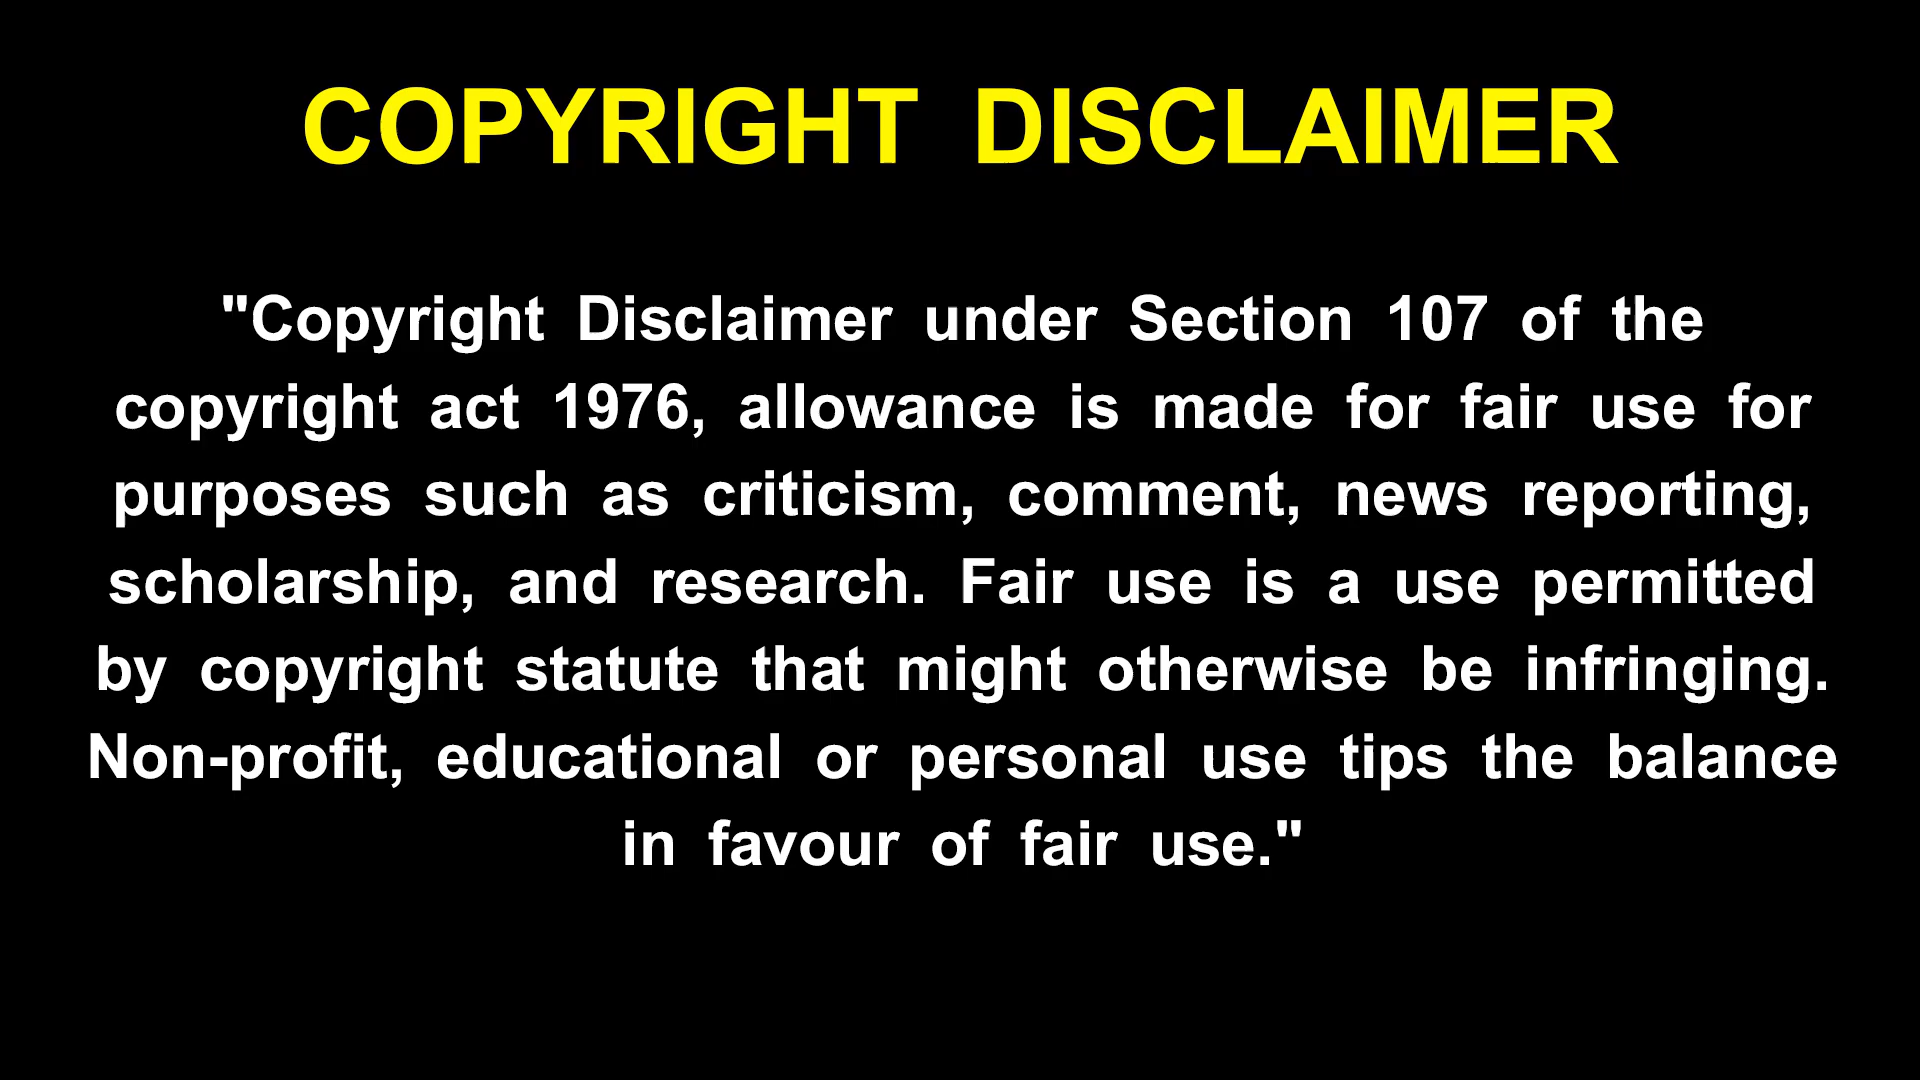 COPYRIGHT DISCLAIMER
"Copyright Disclaimer under Section 107 of the
copyright act 1976, allowance is made for fair use for
purposes such as criticism, comment, news reporting,
scholarship, and research. Fair use is a use permitted
by copyright statute that might otherwise be infringing.
Non-profit, educational or personal use tips the balance
in favour of fair use."